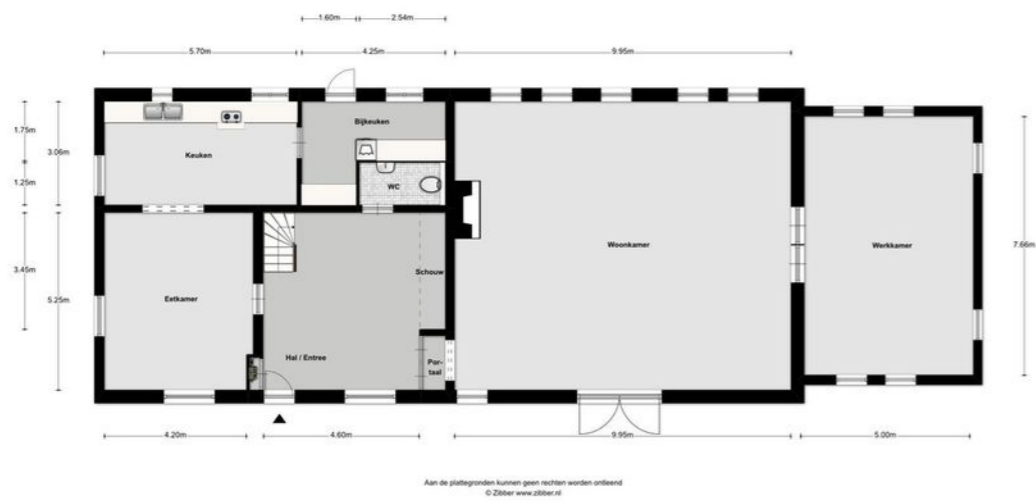 1.60m
2.54m
5.70m
4.25m
9.95m
1.75m
3.06m
1.25m
3.45m
5.25m
7.66m
Bijkeuken
Keuken
WC
Woonkamer
Werkkamer
Eetkamer
Schouw
Hal / Entree
Por-
taal
4.20m
4.60m
9.95m
5.00m
Aan de plattegronden kunnen geen rechten worden ontleend
© Zibber www.zibber.nl